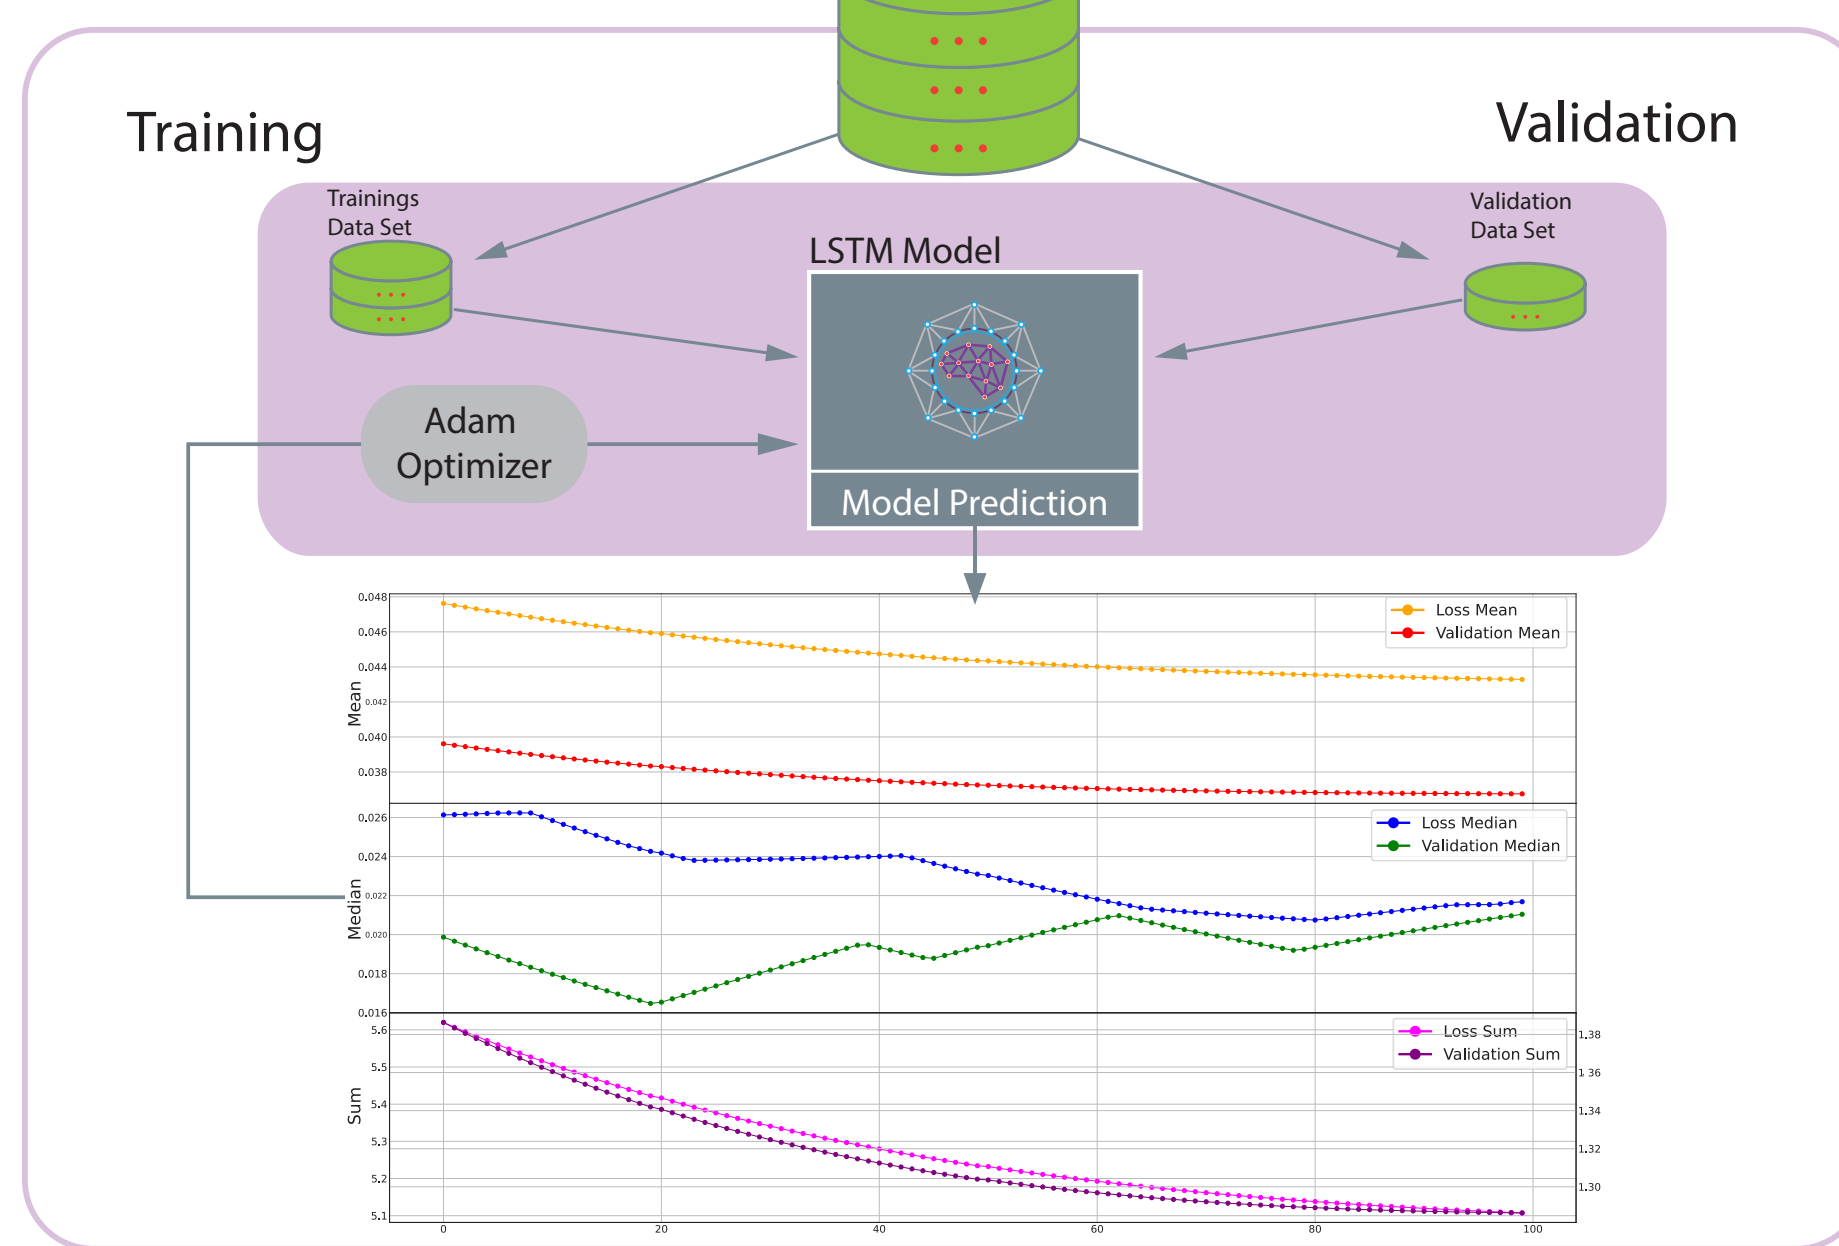 Training
Validation
Trainings
Data Set
Validation
Data Set
LSTM Model
Adam
Optimizer
Model Prediction
0.048
0.046
0.044
0.042
0.040
0.038
Mean
Loss Mean
Validation Mean
0.026
0.024
0.022
0.020
0.018
0.016
Median
Loss Median
Validation Median
5.6
5.5
5.4
5.3
5.2
5.1
Sum
Loss Sum
Validation Sum
1.38
1.36
1.34
1.32
1.30
0
20
40
60
80
100